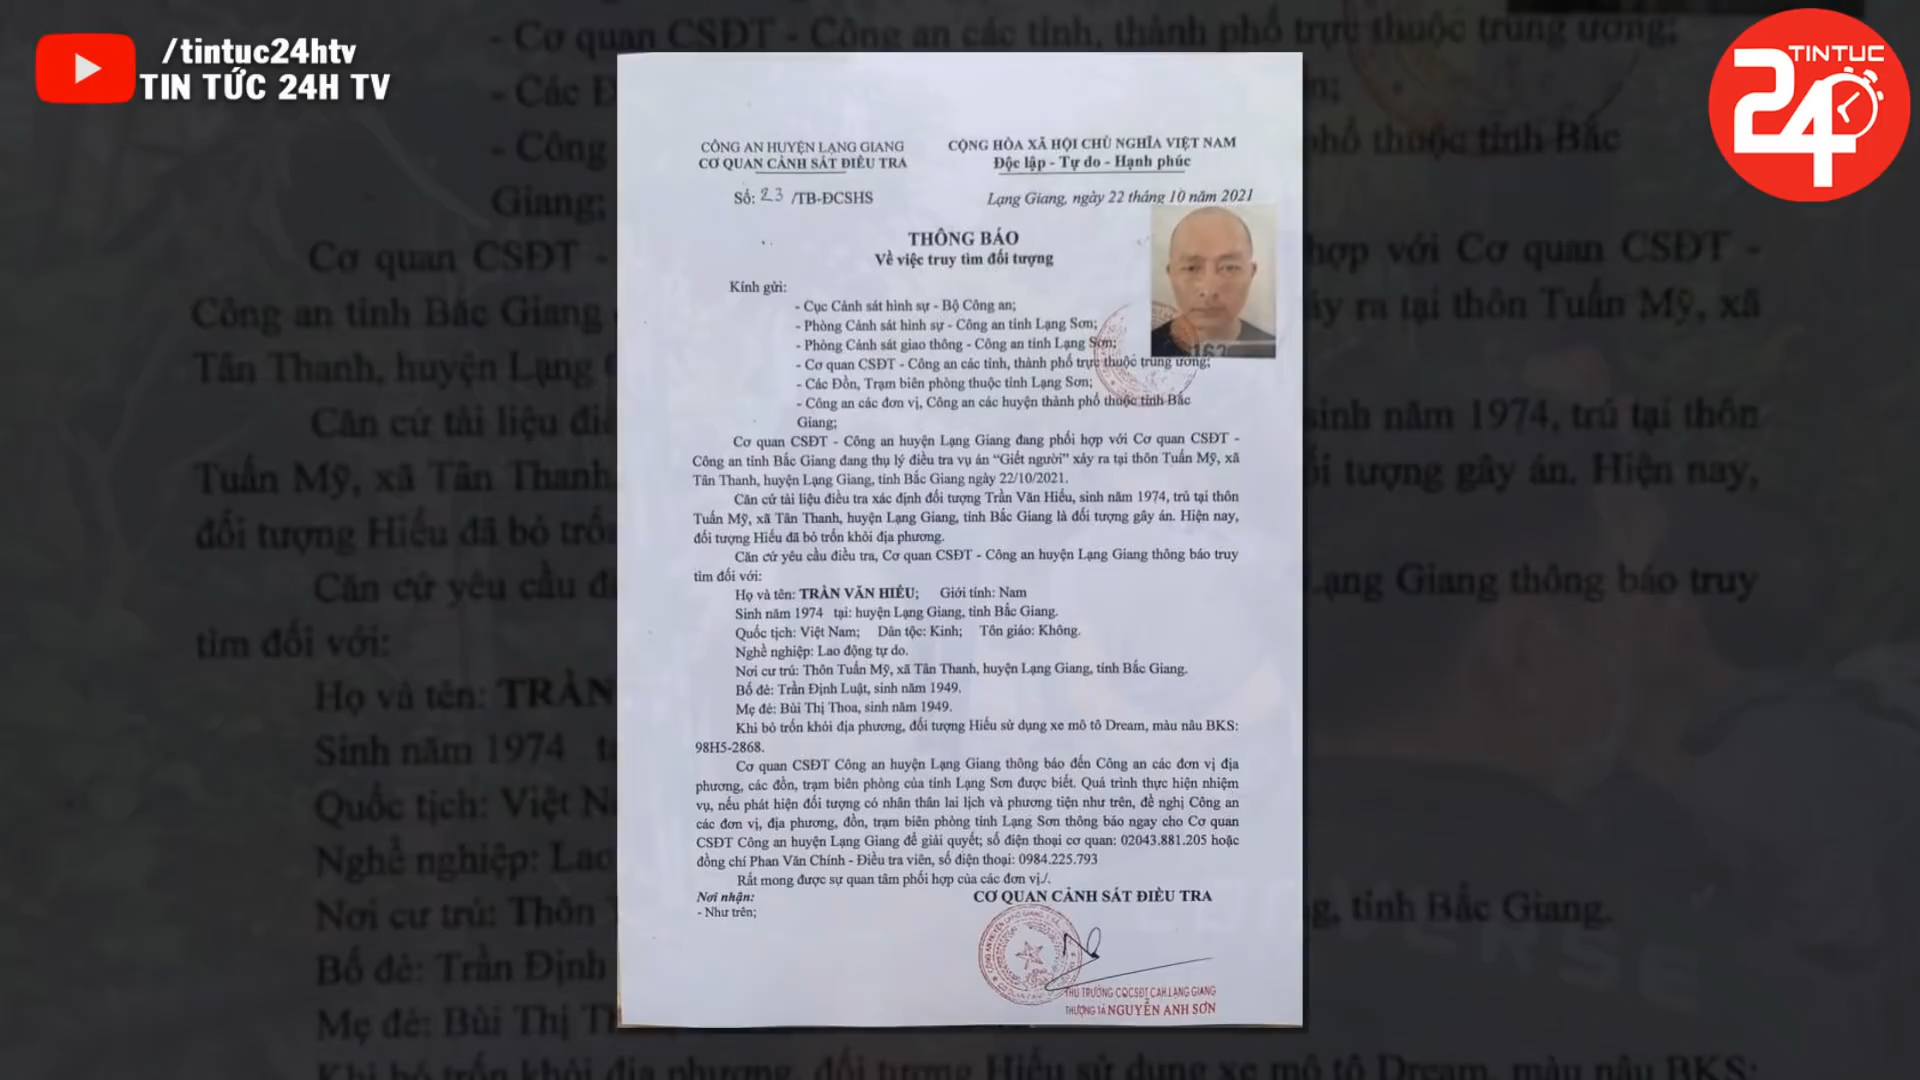 /tintuc24htv
TIN TỨC 24H TV
TINTUC
24
CÔNG AN HUYỆN LẠNG GIANG
CƠ QUAN CẢNH SÁT ĐIỀU TRA
CỘNG HÒA XÃ HỘI CHỦ NGHĨA VIỆT NAM
Độc lập - Tự do - Hạnh phúc
Số: 23 /TB-ĐCSHS
Lạng Giang, ngày 22 tháng 10 năm 2021
THÔNG BÁO
Về việc truy tìm đối tượng
Kính gửi:
- Cục Cảnh sát hình sự - Bộ Công an;
- Phòng Cảnh sát hình sự - Công an tỉnh Lạng Sơn;
- Phòng Cảnh sát giao thông - Công an tỉnh Lạng Sơn;
- Cơ quan CSĐT - Công an các tỉnh, thành phố trực thuộc trung ương;
- Các Đồn, Trạm biên phòng thuộc tỉnh Lạng Sơn;
- Công an các đơn vị, Công an các huyện thành phố thuộc tỉnh Bắc
Giang;
Cơ quan CSĐT - Công an huyện Lạng Giang đang phối hợp với Cơ quan CSĐT -
Công an tỉnh Bắc Giang đang thụ lý điều tra vụ án “Giết người” xảy ra tại thôn Tuấn Mỹ, xã
Tân Thanh, huyện Lạng Giang, tỉnh Bắc Giang ngày 22/10/2021.
Căn cứ tài liệu điều tra xác định đối tượng Trần Văn Hiếu, sinh năm 1974, trú tại thôn
Tuấn Mỹ, xã Tân Thanh, huyện Lạng Giang, tỉnh Bắc Giang là đối tượng gây án. Hiện nay,
đối tượng Hiếu đã bỏ trốn khỏi địa phương.
Căn cứ yêu cầu điều tra, Cơ quan CSĐT - Công an huyện Lạng Giang thông báo truy
tìm đối với:
Họ và tên: TRẦN VĂN HIẾU; Giới tính: Nam
Sinh năm 1974 tại: huyện Lạng Giang, tỉnh Bắc Giang.
Quốc tịch: Việt Nam; Dân tộc: Kinh; Tôn giáo: Không.
Nghề nghiệp: Lao động tự do.
Nơi cư trú: Thôn Tuấn Mỹ, xã Tân Thanh, huyện Lạng Giang, tỉnh Bắc Giang.
Bố đẻ: Trần Định Luật, sinh năm 1949.
Mẹ đẻ: Bùi Thị Thoa, sinh năm 1949.
Khi bỏ trốn khỏi địa phương, đối tượng Hiếu sử dụng xe mô tô Dream, màu nâu BKS:
98H5-2868.
Cơ quan CSĐT Công an huyện Lạng Giang thông báo đến Công an các đơn vị địa
phương, các đồn, trạm biên phòng của tỉnh Lạng Sơn được biết. Quá trình thực hiện nhiệm
vụ, nếu phát hiện đối tượng có nhân thân lai lịch và phương tiện như trên, đề nghị Công an
các đơn vị, địa phương, đồn, trạm biên phòng tỉnh Lạng Sơn thông báo ngay cho Cơ quan
CSĐT Công an huyện Lạng Giang để giải quyết; số điện thoại cơ quan: 02043.881.205 hoặc
đồng chí Phan Văn Chính - Điều tra viên, số điện thoại: 0984.225.793
Rất mong được sự quan tâm phối hợp của các đơn vị./.
Nơi nhận:
- Như trên;
CƠ QUAN CẢNH SÁT ĐIỀU TRA
THỦ TRƯỞNG CQCSĐT CAH.LẠNG GIANG
THƯỢNG TÁ NGUYỄN ANH SƠN